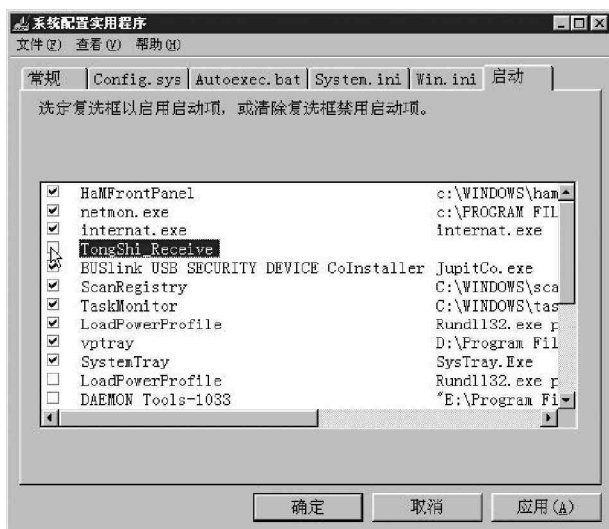 系统配置实用程序
文件(F) 查看(V) 帮助(H)
常规 Config.sys Autoexec.bat System.ini Win.ini 启动
选定复选框以启用启动项，或清除复选框禁用启动项。
HaMFrontPanel c:\WINDOWS\ham
netmon.exe c:\PROGRAM FIL
internat.exe internat.exe
TongShi_Receive
BUSlink USB SECURITY DEVICE CoInstaller JupitCo.exe
ScanRegistry C:\WINDOWS\sca
TaskMonitor C:\WINDOWS\tas
LoadPowerProfile Rundll32.exe p
vptray D:\Program Fil
SystemTray SysTray.Exe
LoadPowerProfile Rundll32.exe p
DAEMON Tools-1033 "E:\Program Fi
确定 取消 应用(A)